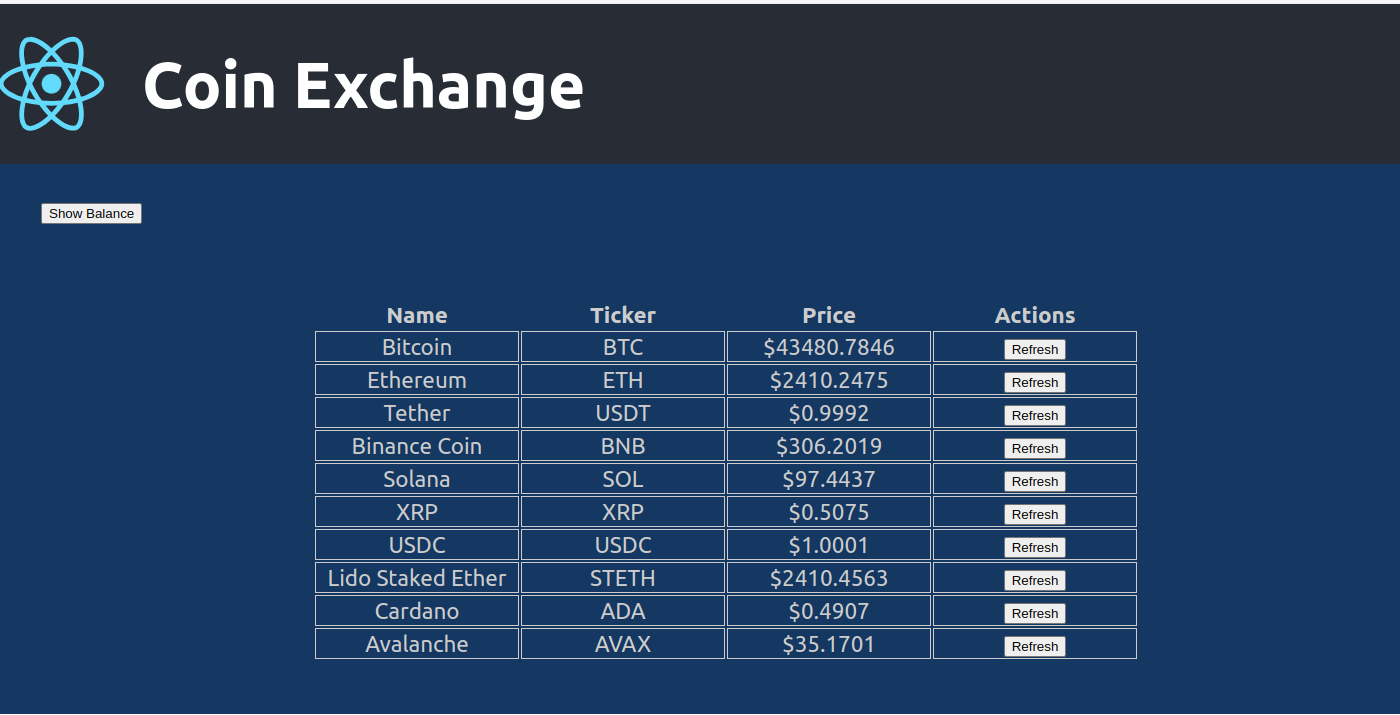 Coin Exchange
Show Balance
Name Ticker Price Actions
Bitcoin BTC $43480.7846 Refresh
Ethereum ETH $2410.2475 Refresh
Tether USDT $0.9992 Refresh
Binance Coin BNB $306.2019 Refresh
Solana SOL $97.4437 Refresh
XRP XRP $0.5075 Refresh
USDC USDC $1.0001 Refresh
Lido Staked Ether STETH $2410.4563 Refresh
Cardano ADA $0.4907 Refresh
Avalanche AVAX $35.1701 Refresh